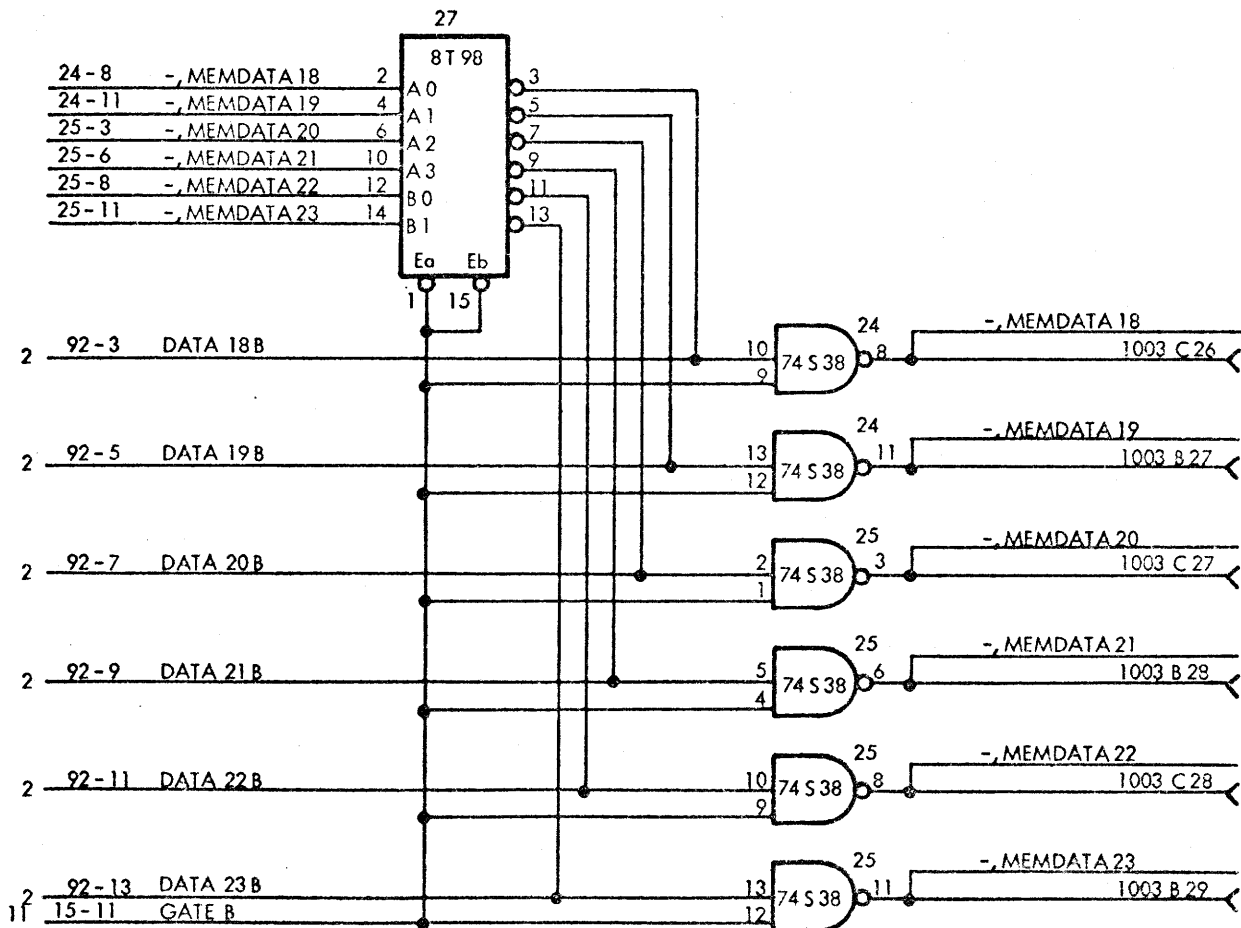 27
8T98
24-8 -,MEMDATA 18 2 A0 3
24-11 -,MEMDATA 19 4 A1 5
25-3 -,MEMDATA 20 6 A2 7
25-6 -,MEMDATA 21 10 A3 9
25-8 -,MEMDATA 22 12 B0 11
25-11 -,MEMDATA 23 14 B1 13
Ea Eb
1 15
24 -,MEMDATA 18
2 92-3 DATA 18B 10 74S38 8 1003 C26
9
24 -,MEMDATA 19
2 92-5 DATA 19B 13 74S38 11 1003 B27
12
25 -,MEMDATA 20
2 92-7 DATA 20B 2 74S38 3 1003 C27
1
25 -,MEMDATA 21
2 92-9 DATA 21B 5 74S38 6 1003 B28
4
25 -,MEMDATA 22
2 92-11 DATA 22B 10 74S38 8 1003 C28
9
25 -,MEMDATA 23
2 92-13 DATA 23B 13 74S38 11 1003 B29
11 15-11 GATE B 12